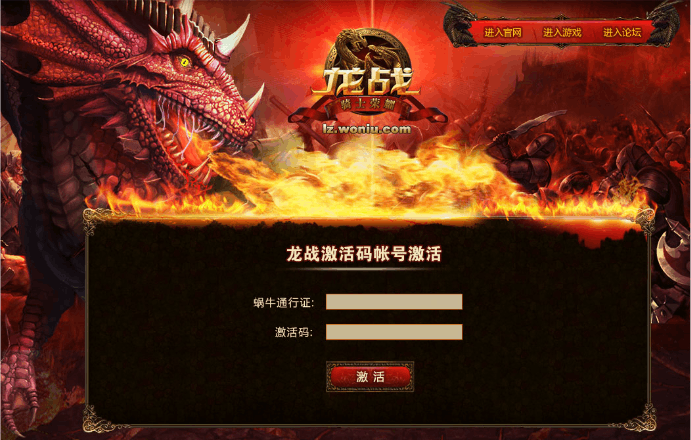 进入官网 进入游戏 进入论坛
龙战
骑士荣耀
lz.woniu.com
龙战激活码帐号激活
蜗牛通行证:
激活码:
激活